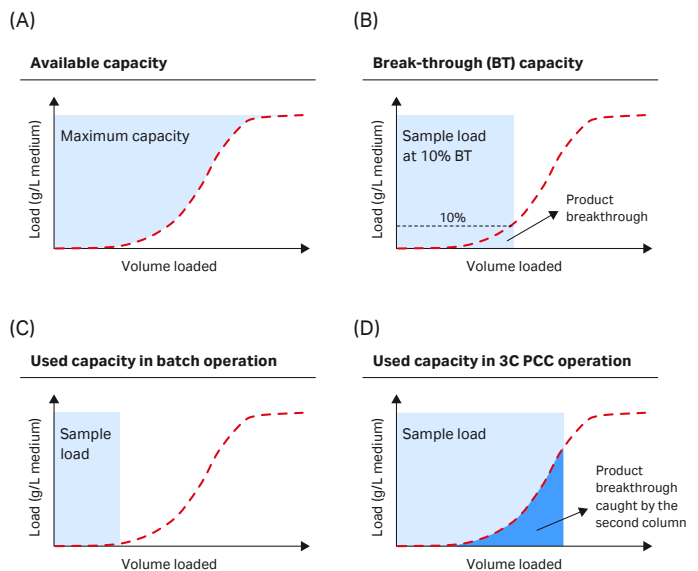 (A)
Available capacity
Maximum capacity
Load (g/L medium)
Volume loaded
(B)
Break-through (BT) capacity
Sample load
at 10% BT
10%
Product
breakthrough
Load (g/L medium)
Volume loaded
(C)
Used capacity in batch operation
Sample
load
Load (g/L medium)
Volume loaded
(D)
Used capacity in 3C PCC operation
Sample load
Product
breakthrough
caught by the
second column
Load (g/L medium)
Volume loaded